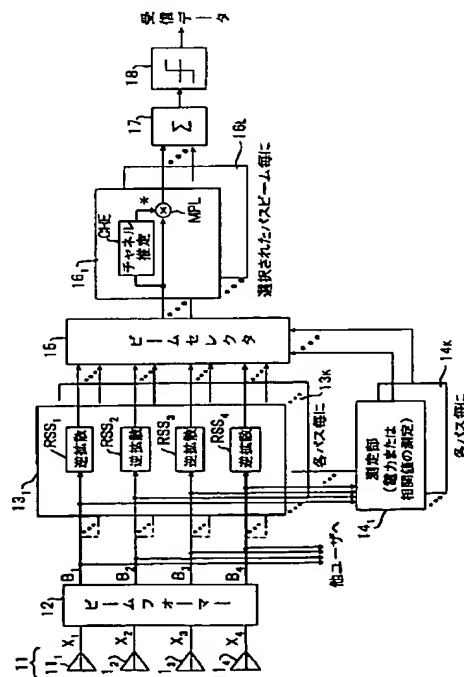 11
11₁
11₂
11₃
11₄
X₁
X₂
X₃
X₄
12
ビームフォーマー
B₁
B₂
B₃
B₄
他ユーザへ
13₁
RSS₁
逆拡散
RSS₂
逆拡散
RSS₃
逆拡散
RSS₄
逆拡散
13K
各パス毎に
測定部
(電力または
相関値の測定)
14₁
14K
各パス毎に
15
ビームセレクタ
16₁
CHE
チャネル
推定
*
×
MPL
16L
選択されたパスビーム毎に
17
Σ
18
受信
データ